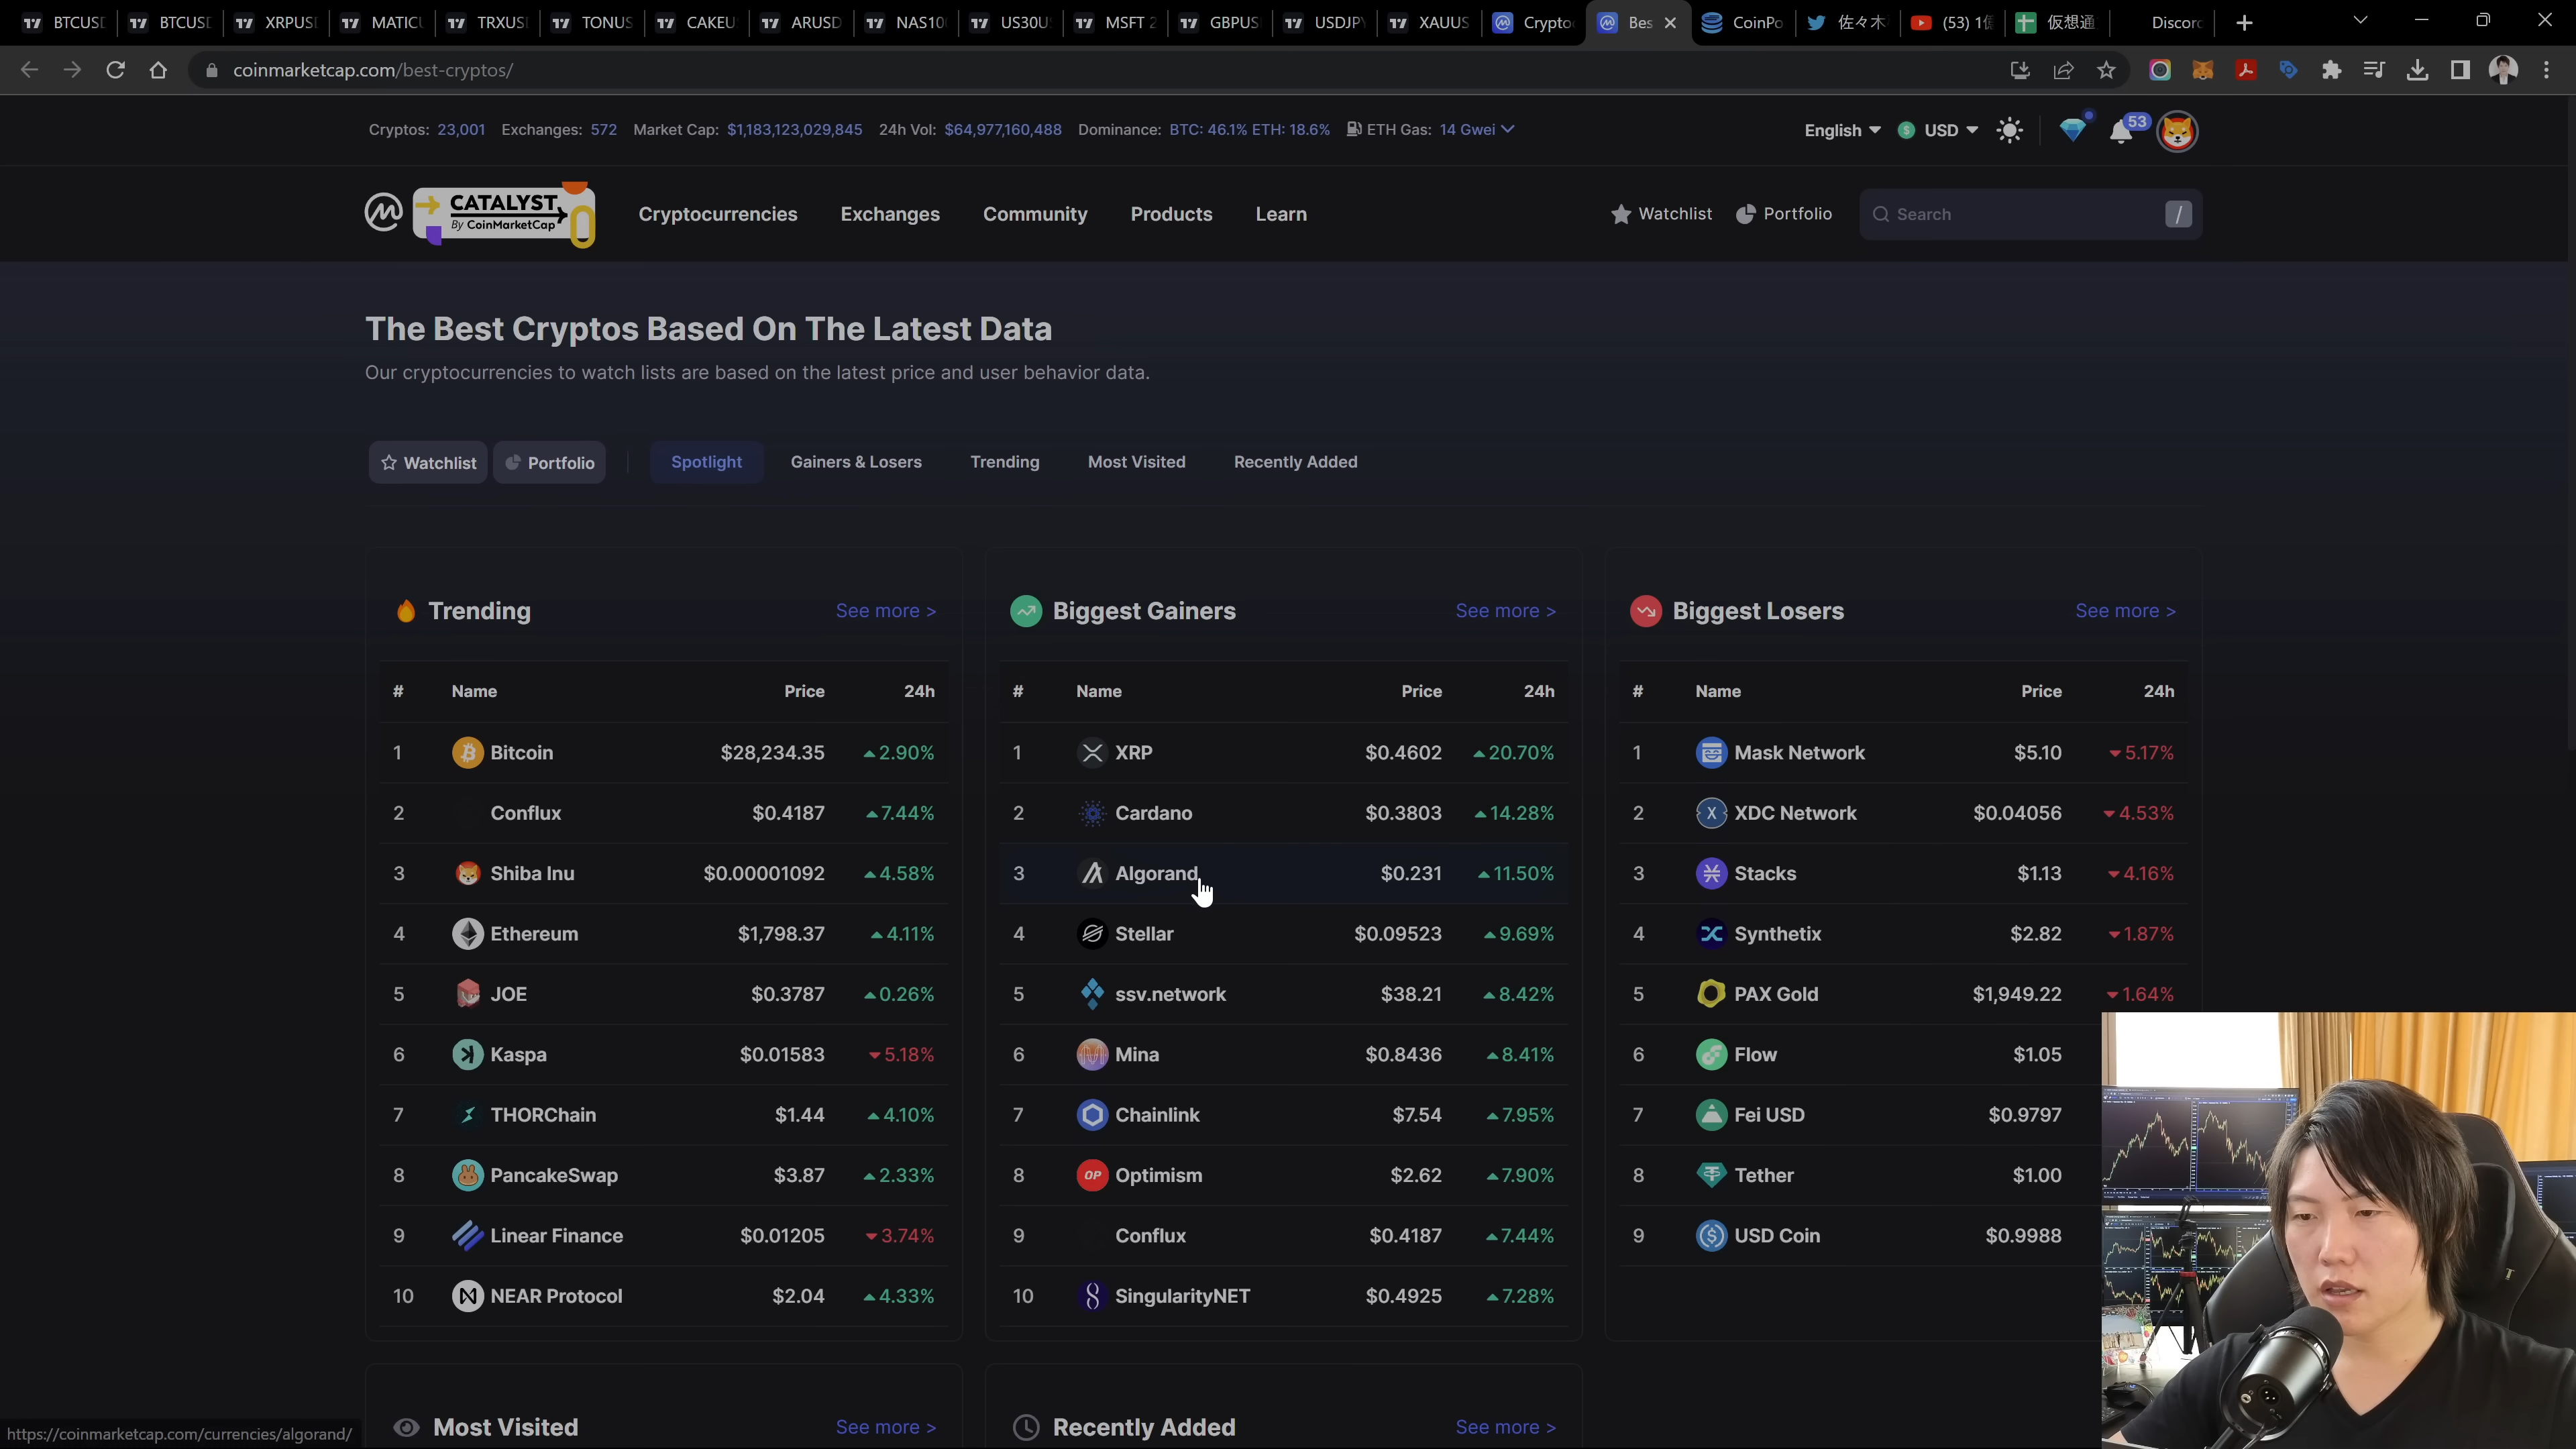 BTCUSD BTCUSD XRPUS MATICU TRXUS TONUS CAKEU ARUSD NAS10 US30U MSFT 2 GBPUS USDJPY XAUUS Crypto Bes CoinPo 佐々木 (53) 1億 仮想通 Discord
coinmarketcap.com/best-cryptos/
Cryptos: 23,001 Exchanges: 572 Market Cap: $1,183,123,029,845 24h Vol: $64,977,160,488 Dominance: BTC: 46.1% ETH: 18.6% ETH Gas: 14 Gwei English USD 53
CATALYST
By CoinMarketCap
Cryptocurrencies Exchanges Community Products Learn Watchlist Portfolio Search /
The Best Cryptos Based On The Latest Data
Our cryptocurrencies to watch lists are based on the latest price and user behavior data.
Watchlist Portfolio Spotlight Gainers & Losers Trending Most Visited Recently Added
Trending See more >
# Name Price 24h
1 Bitcoin $28,234.35 2.90%
2 Conflux $0.4187 7.44%
3 Shiba Inu $0.00001092 4.58%
4 Ethereum $1,798.37 4.11%
5 JOE $0.3787 0.26%
6 Kaspa $0.01583 5.18%
7 THORChain $1.44 4.10%
8 PancakeSwap $3.87 2.33%
9 Linear Finance $0.01205 3.74%
10 NEAR Protocol $2.04 4.33%
Biggest Gainers See more >
# Name Price 24h
1 XRP $0.4602 20.70%
2 Cardano $0.3803 14.28%
3 Algorand $0.231 11.50%
4 Stellar $0.09523 9.69%
5 ssv.network $38.21 8.42%
6 Mina $0.8436 8.41%
7 Chainlink $7.54 7.95%
8 OP Optimism $2.62 7.90%
9 Conflux $0.4187 7.44%
10 SingularityNET $0.4925 7.28%
Biggest Losers See more >
# Name Price 24h
1 Mask Network $5.10 5.17%
2 XDC Network $0.04056 4.53%
3 Stacks $1.13 4.16%
4 Synthetix $2.82 1.87%
5 PAX Gold $1,949.22 1.64%
6 Flow $1.05
7 Fei USD $0.9797
8 Tether $1.00
9 USD Coin $0.9988
Most Visited See more >
Recently Added See more >
https://coinmarketcap.com/currencies/algorand/